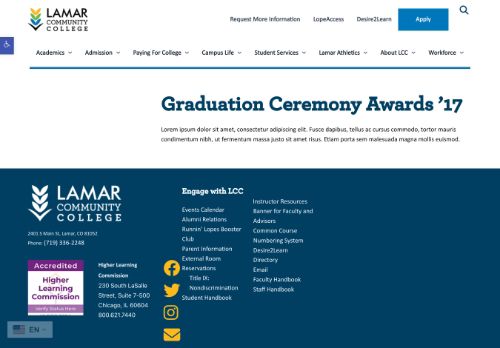 LAMAR
COMMUNITY
COLLEGE
Request More Information LopeAccess Desire2Learn Apply
Academics Admission Paying For College Campus Life Student Services Lamar Athletics About LCC Workforce
Graduation Ceremony Awards ’17
Lorem ipsum dolor sit amet, consectetur adipiscing elit. Fusce dapibus, tellus ac cursus commodo, tortor mauris
condimentum nibh, ut fermentum massa justo sit amet risus. Etiam porta sem malesuada magna mollis euismod.
LAMAR
COMMUNITY
COLLEGE
2401 S Main St, Lamar, CO 81052
Phone: (719) 336-2248
Accredited
Higher
Learning
Commission
Verify Status Here
Higher Learning
Commission
230 South LaSalle
Street, Suite 7-500
Chicago, IL 60604
800.621.7440
Engage with LCC
Events Calendar
Alumni Relations
Runnin' Lopes Booster
Club
Parent Information
External Room
Reservations
Title IX:
Nondiscrimination
Student Handbook
Instructor Resources
Banner for Faculty and
Advisors
Common Course
Numbering System
Desire2Learn
Directory
Email
Faculty Handbook
Staff Handbook
EN